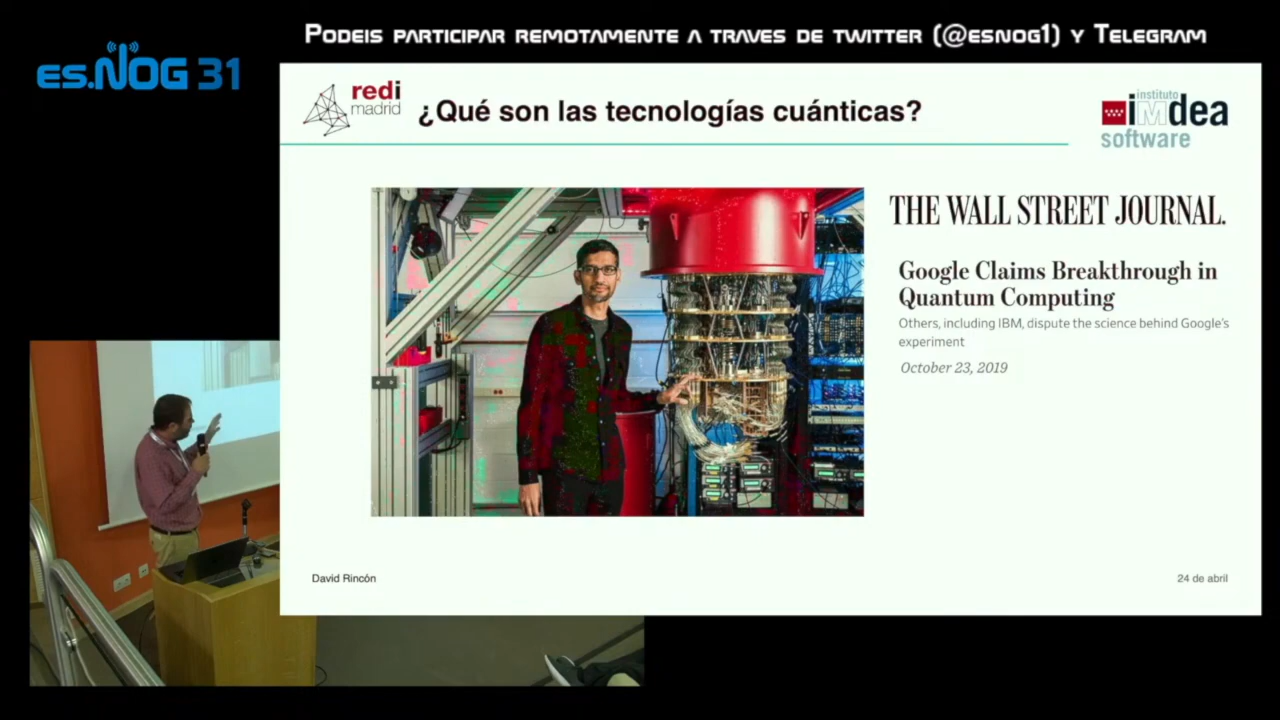 PODEIS PARTICIPAR REMOTAMENTE A TRAVES DE TWITTER (@ESNOG1) Y TELEGRAM
es.NOG 31
redi
madrid
¿Qué son las tecnologías cuánticas?
instituto
iMdea
software
THE WALL STREET JOURNAL.
Google Claims Breakthrough in
Quantum Computing
Others, including IBM, dispute the science behind Google's
experiment
October 23, 2019
David Rincón
24 de abril